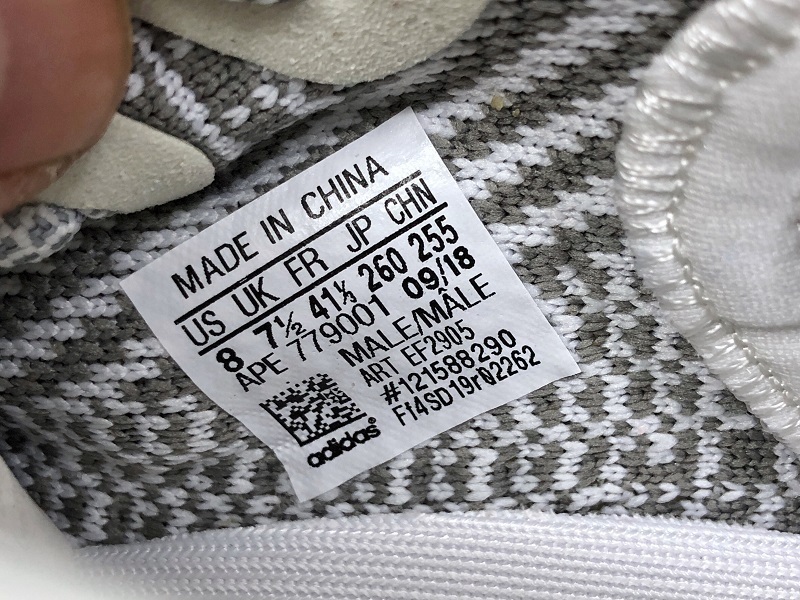 MADE IN CHINA
US UK FR JP CHN
8 7½ 41⅓ 260 255
APE 779001 09/18
MALE/MÂLE
ART EF2905
#121588290
Ff4SD19r02262
adidas®